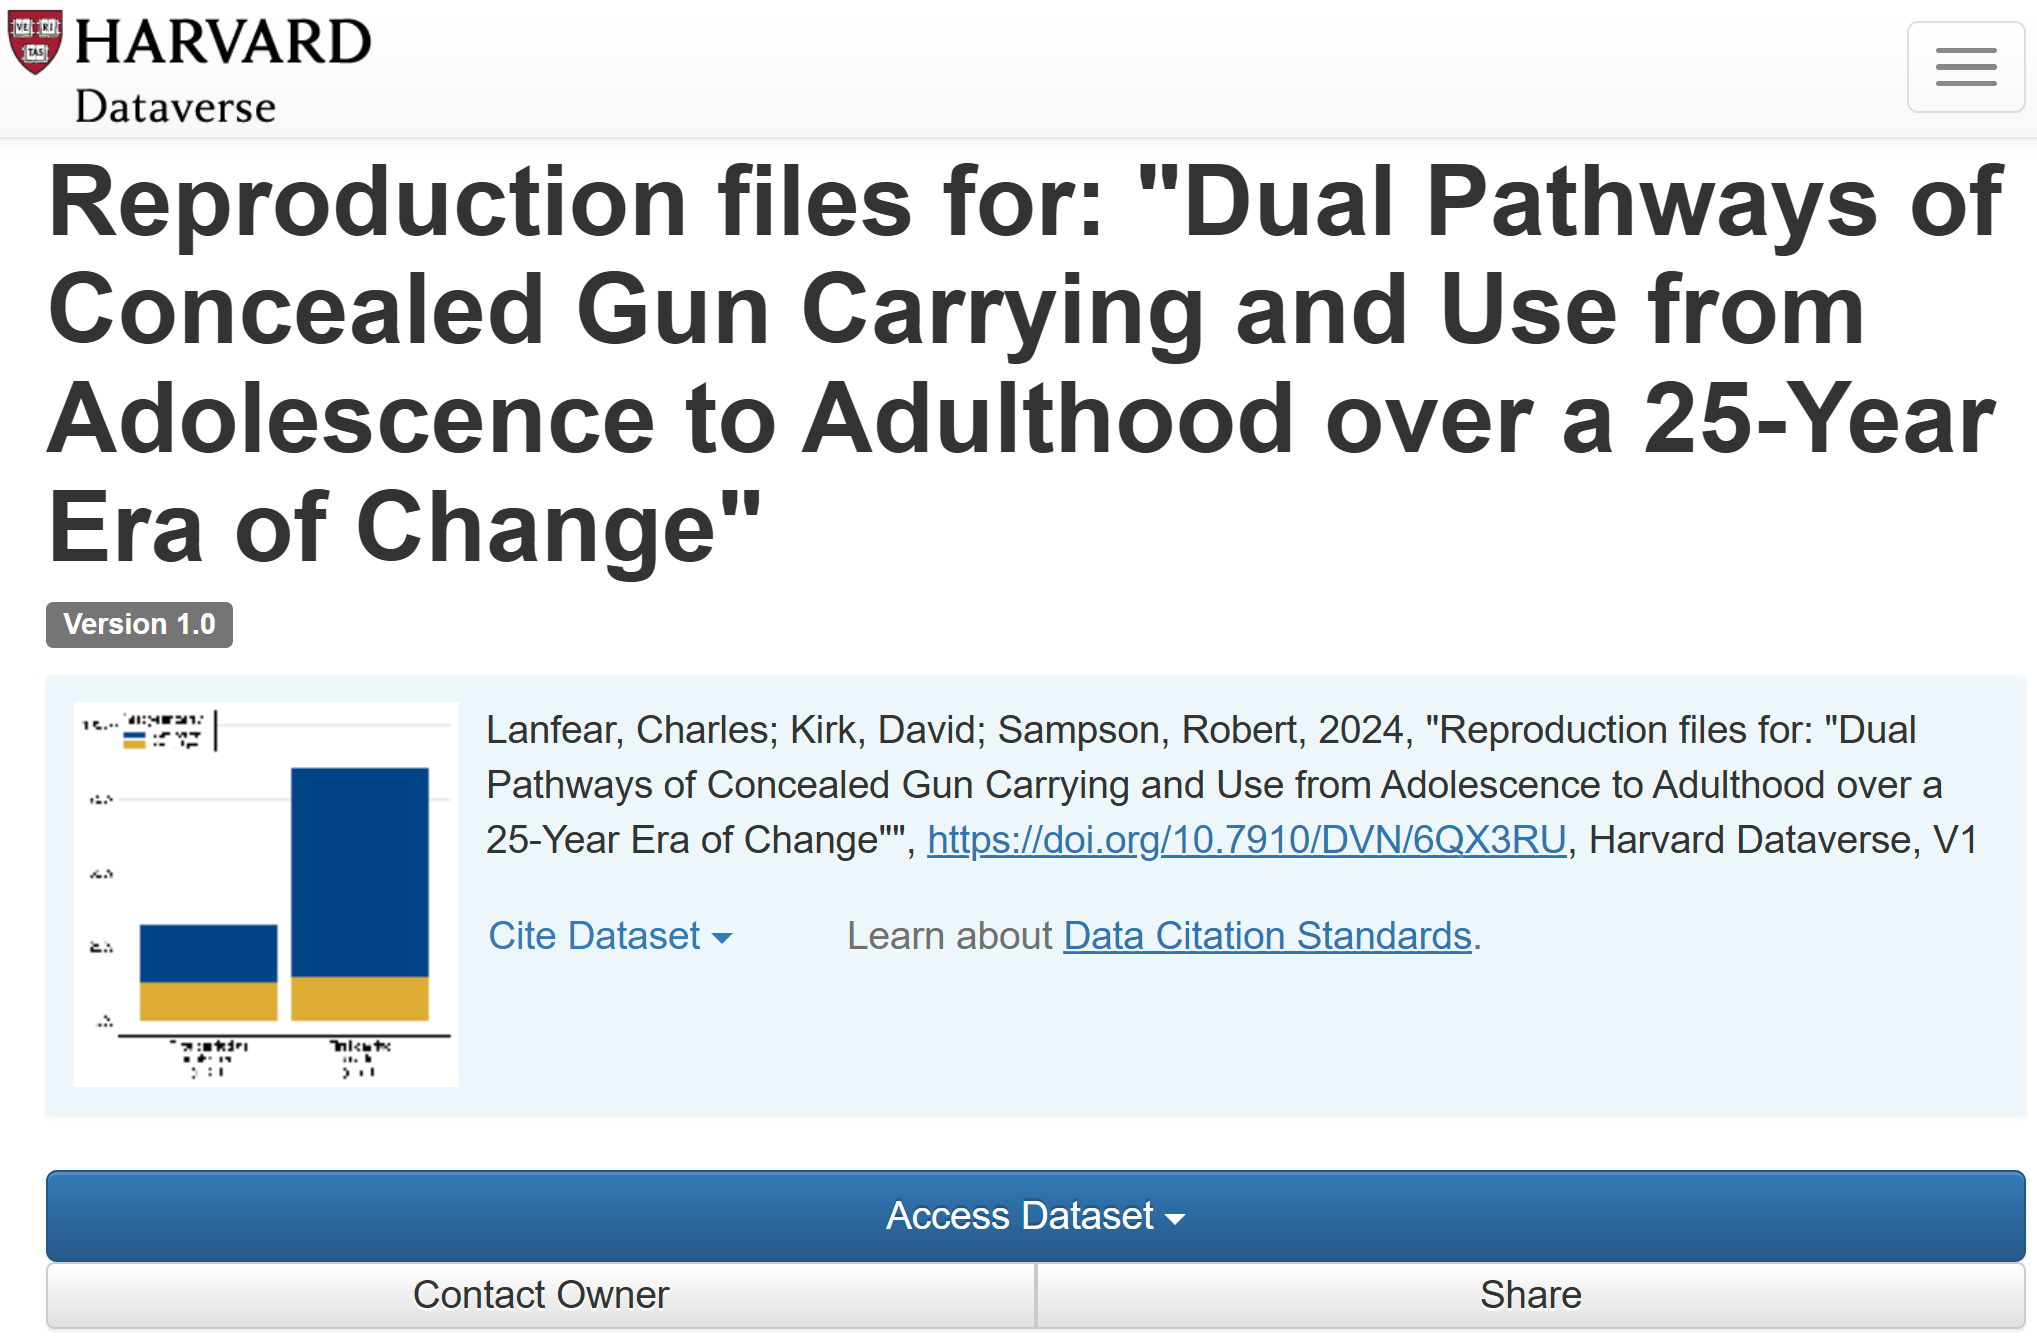 VE RI
TAS
HARVARD
Dataverse
Reproduction files for: "Dual Pathways of
Concealed Gun Carrying and Use from
Adolescence to Adulthood over a 25-Year
Era of Change"
Version 1.0
Lanfear, Charles; Kirk, David; Sampson, Robert, 2024, "Reproduction files for: "Dual
Pathways of Concealed Gun Carrying and Use from Adolescence to Adulthood over a
25-Year Era of Change"", https://doi.org/10.7910/DVN/6QX3RU, Harvard Dataverse, V1
Cite Dataset
Learn about Data Citation Standards.
Access Dataset
Contact Owner
Share